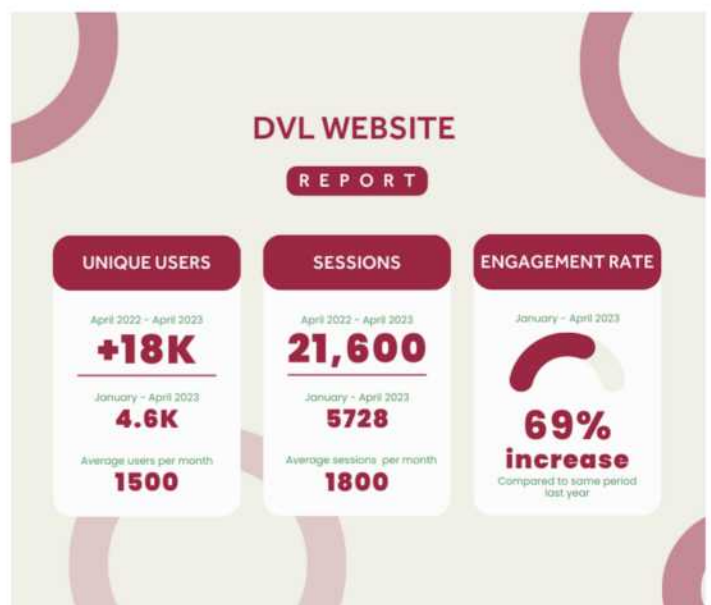 DVL WEBSITE
REPORT
UNIQUE USERS
April 2022 - April 2023
+18K
January - April 2023
4.6K
Average users per month
1500
SESSIONS
April 2022 - April 2023
21,600
January - April 2023
5728
Average sessions per month
1800
ENGAGEMENT RATE
January - April 2023
69%
increase
Compared to same period
last year